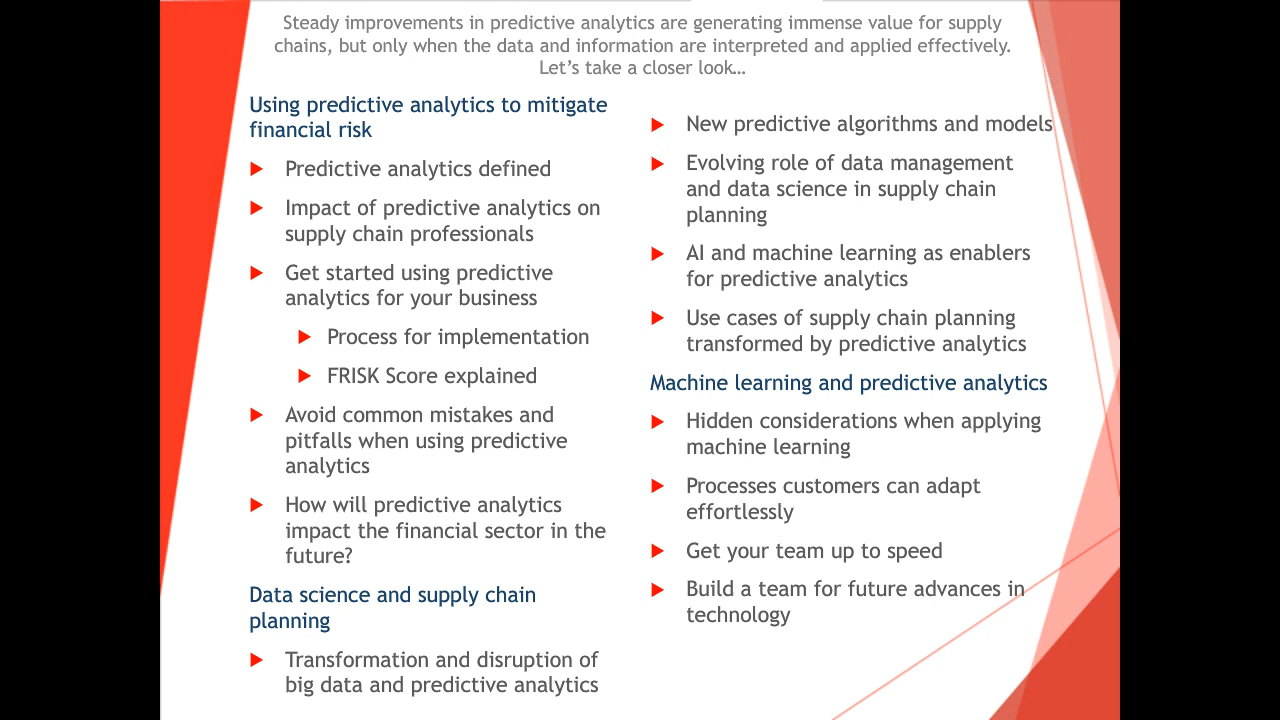 Steady improvements in predictive analytics are generating immense value for supply
chains, but only when the data and information are interpreted and applied effectively.
Let's take a closer look…
Using predictive analytics to mitigate
financial risk
Predictive analytics defined
Impact of predictive analytics on
supply chain professionals
Get started using predictive
analytics for your business
Process for implementation
FRISK Score explained
Avoid common mistakes and
pitfalls when using predictive
analytics
How will predictive analytics
impact the financial sector in the
future?
Data science and supply chain
planning
Transformation and disruption of
big data and predictive analytics
New predictive algorithms and models
Evolving role of data management
and data science in supply chain
planning
AI and machine learning as enablers
for predictive analytics
Use cases of supply chain planning
transformed by predictive analytics
Machine learning and predictive analytics
Hidden considerations when applying
machine learning
Processes customers can adapt
effortlessly
Get your team up to speed
Build a team for future advances in
technology